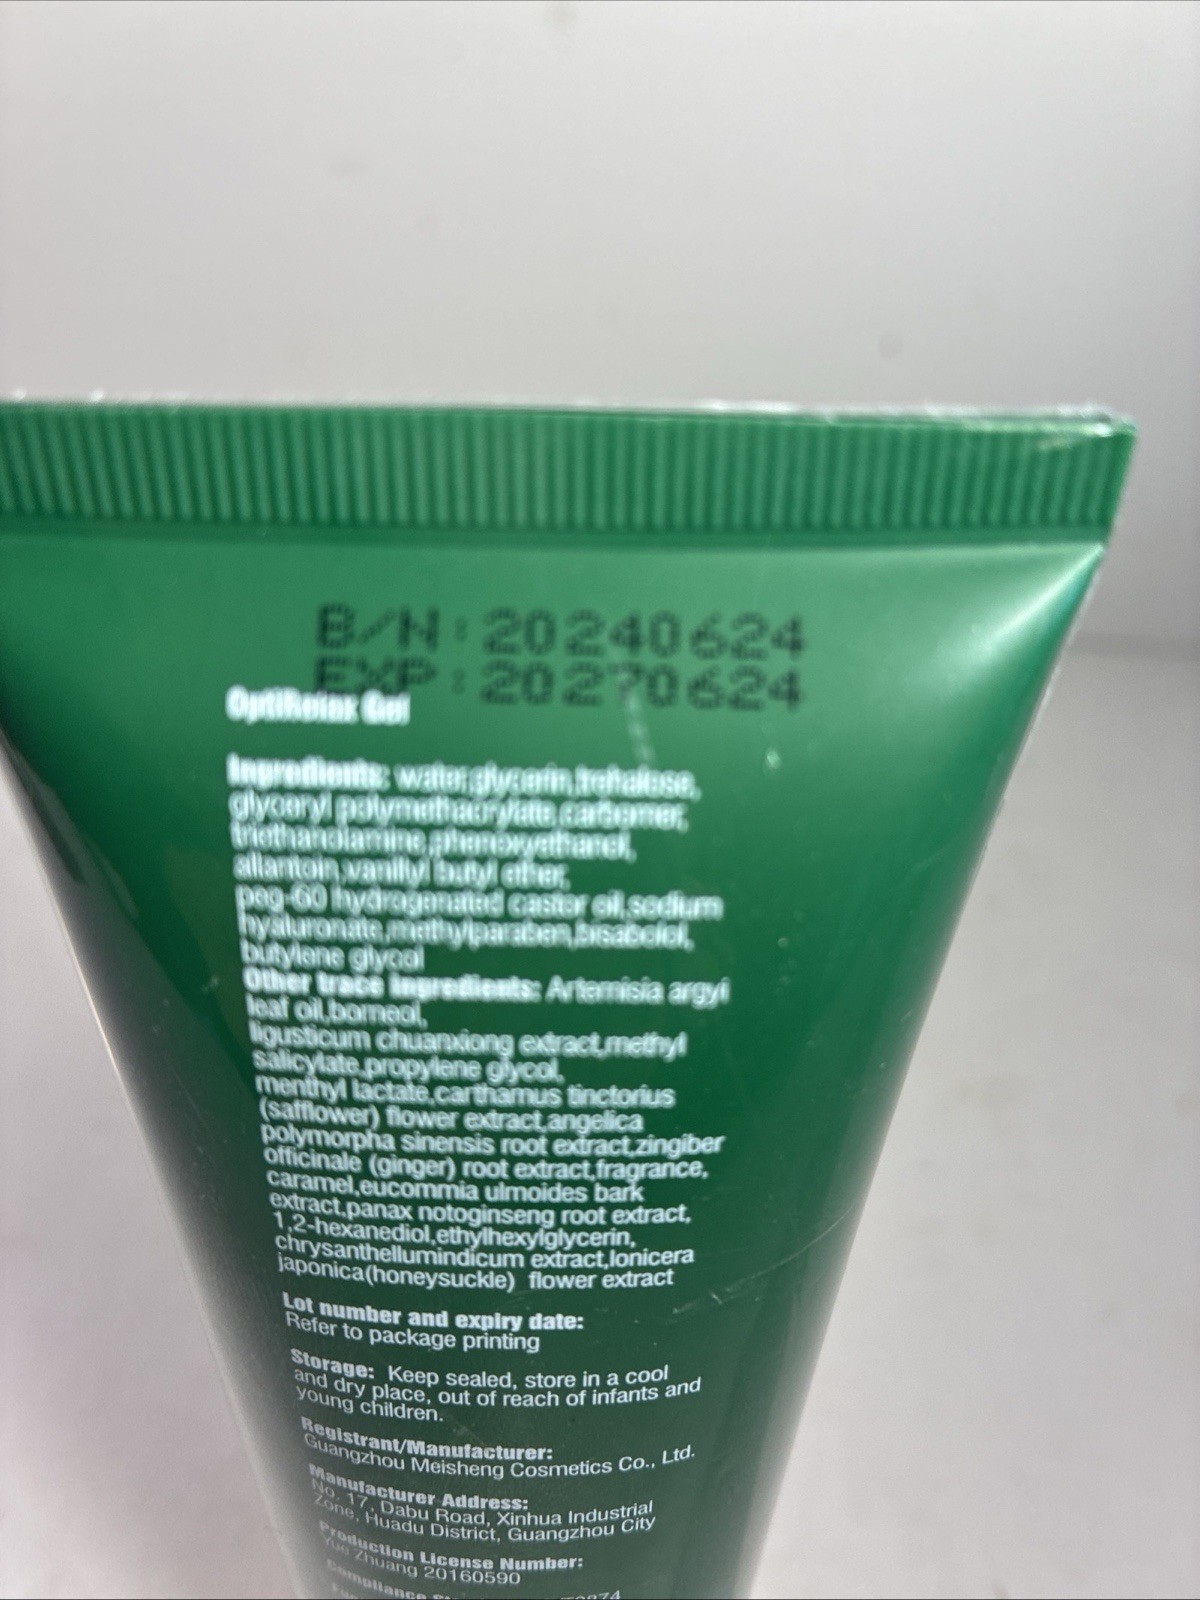 B/N: 20240624
EXP: 20270624
OptiRelax Gel
Ingredients: water,glycerin,trehalose,
glyceryl polymethacrylate,carbomer,
triethanolamine,phenoxyethanol,
allantoin,vanillyl butyl ether,
peg-60 hydrogenated castor oil,sodium
hyaluronate,methylparaben,bisabolol,
butylene glycol
Other trace ingredients: Artemisia argyi
leaf oil,borneol,
ligusticum chuanxiong extract,methyl
salicylate,propylene glycol,
menthyl lactate,carthamus tinctorius
(safflower) flower extract,angelica
polymorpha sinensis root extract,zingiber
officinale (ginger) root extract,fragrance,
caramel,eucommia ulmoides bark
extract,panax notoginseng root extract,
1,2-hexanediol,ethylhexylglycerin,
chrysanthellumindicum extract,lonicera
japonica(honeysuckle) flower extract
Lot number and expiry date:
Refer to package printing
Storage: Keep sealed, store in a cool
and dry place, out of reach of infants and
young children.
Registrant/Manufacturer:
Guangzhou Meisheng Cosmetics Co., Ltd.
Manufacturer Address:
No. 17, Dabu Road, Xinhua Industrial
Zone, Huadu District, Guangzhou City
Production License Number:
Yue Zhuang 20160590
Compliance